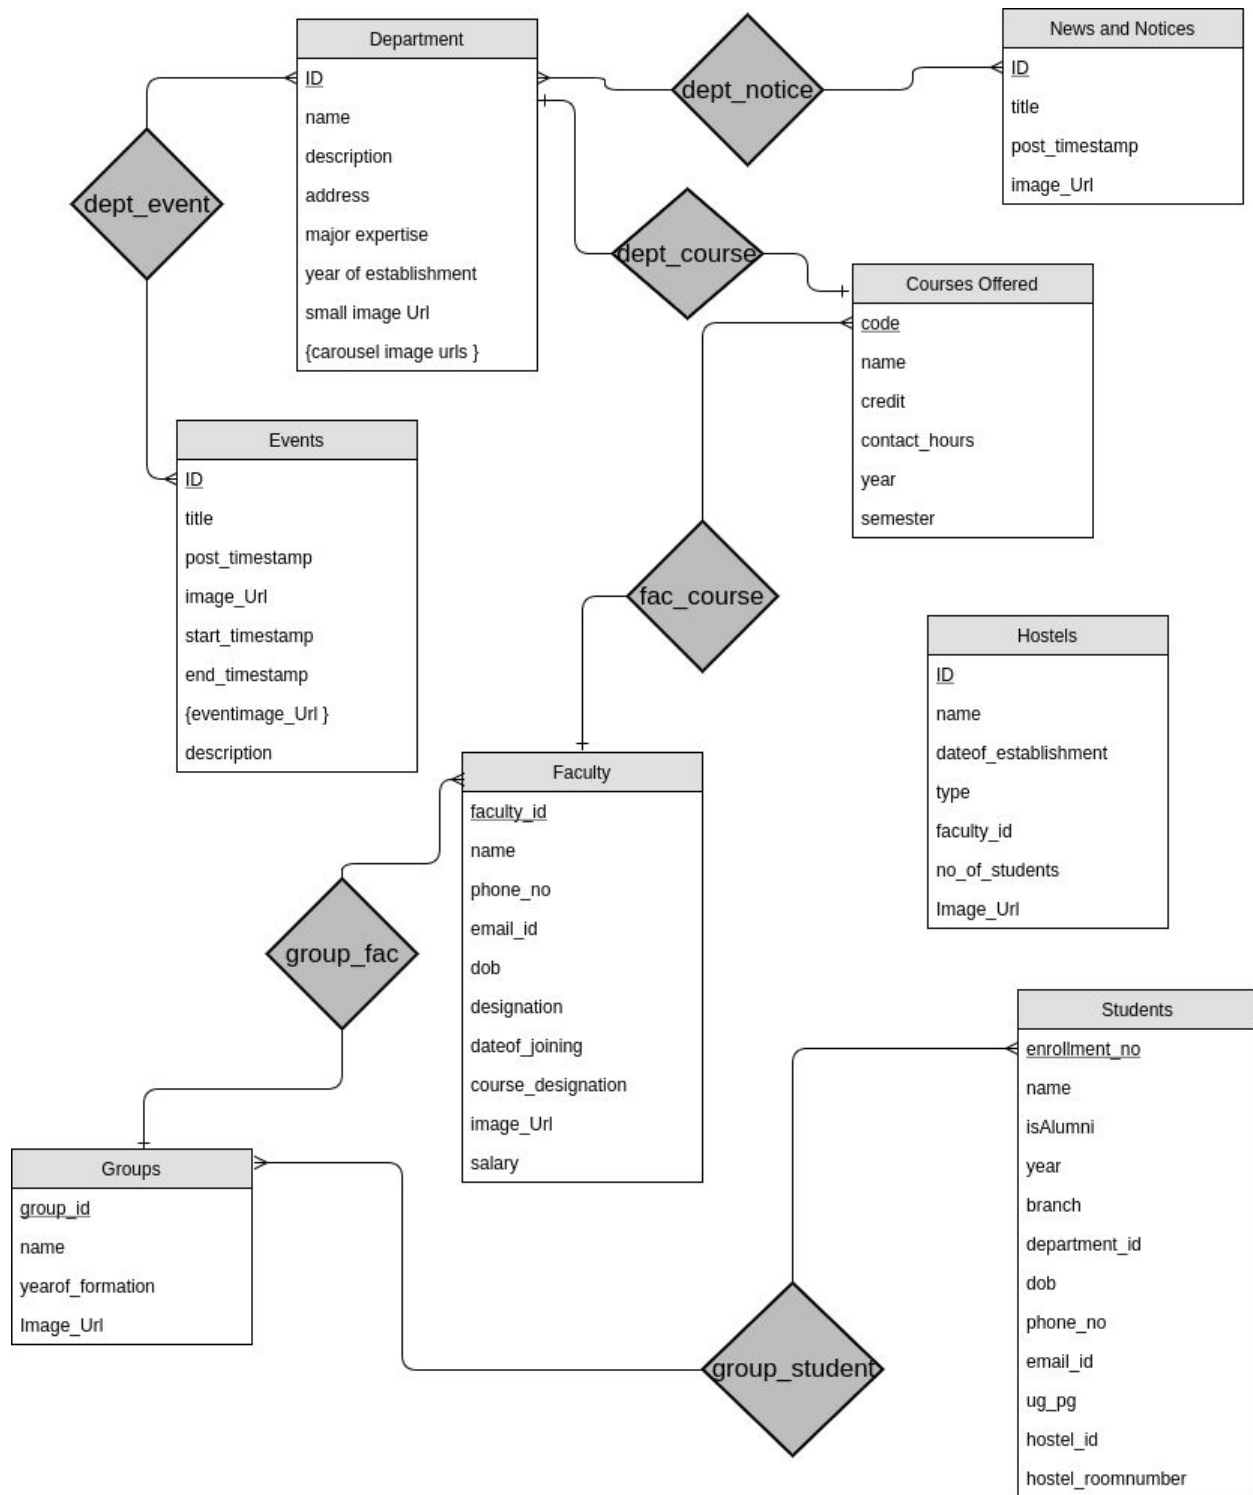 Department
ID
name
description
address
major expertise
year of establishment
small image Url
{carousel image urls }
dept_notice
News and Notices
ID
title
post_timestamp
image_Url
dept_event
dept_course
Courses Offered
code
name
credit
contact_hours
year
semester
Events
ID
title
post_timestamp
image_Url
start_timestamp
end_timestamp
{eventimage_Url }
description
fac_course
Hostels
ID
name
dateof_establishment
type
faculty_id
no_of_students
Image_Url
Faculty
faculty_id
name
phone_no
email_id
dob
designation
dateof_joining
course_designation
image_Url
salary
group_fac
Groups
group_id
name
yearof_formation
Image_Url
group_student
Students
enrollment_no
name
isAlumni
year
branch
department_id
dob
phone_no
email_id
ug_pg
hostel_id
hostel_roomnumber